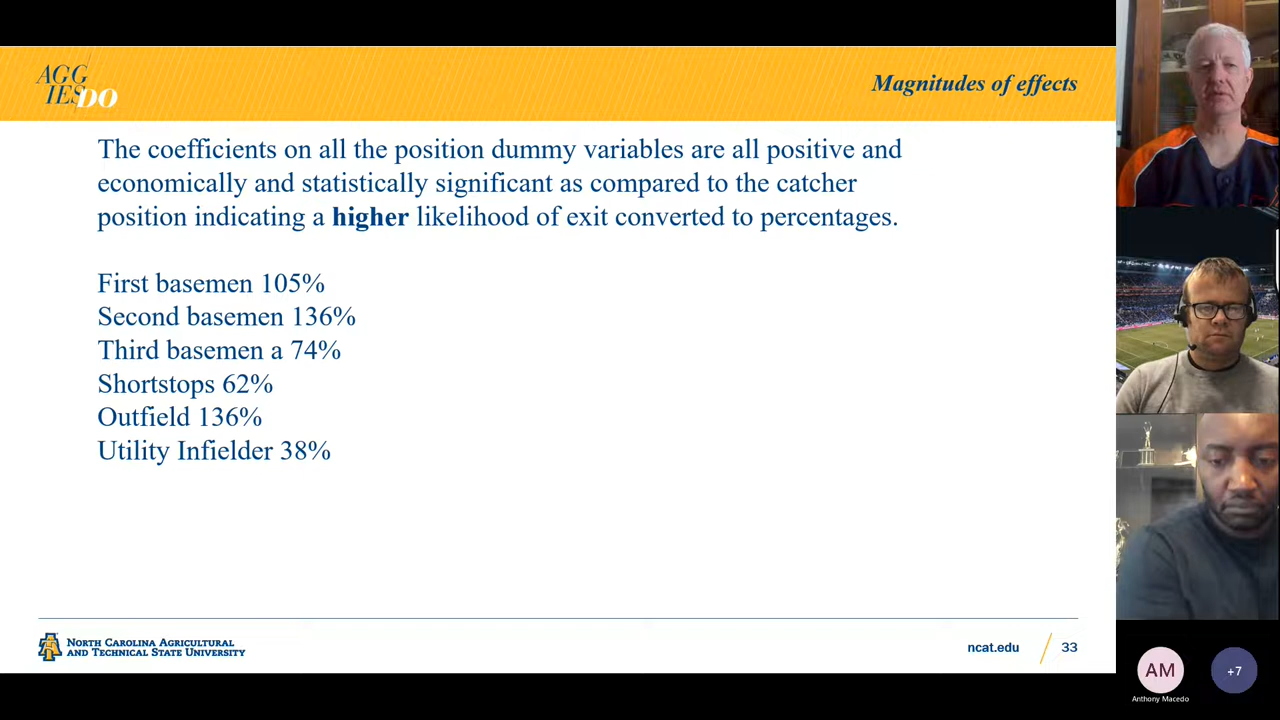 AGG
IESDO
Magnitudes of effects
The coefficients on all the position dummy variables are all positive and
economically and statistically significant as compared to the catcher
position indicating a higher likelihood of exit converted to percentages.
First basemen 105%
Second basemen 136%
Third basemen a 74%
Shortstops 62%
Outfield 136%
Utility Infielder 38%
NORTH CAROLINA AGRICULTURAL
AND TECHNICAL STATE UNIVERSITY
ncat.edu
33
AM
Anthony Macedo
+7